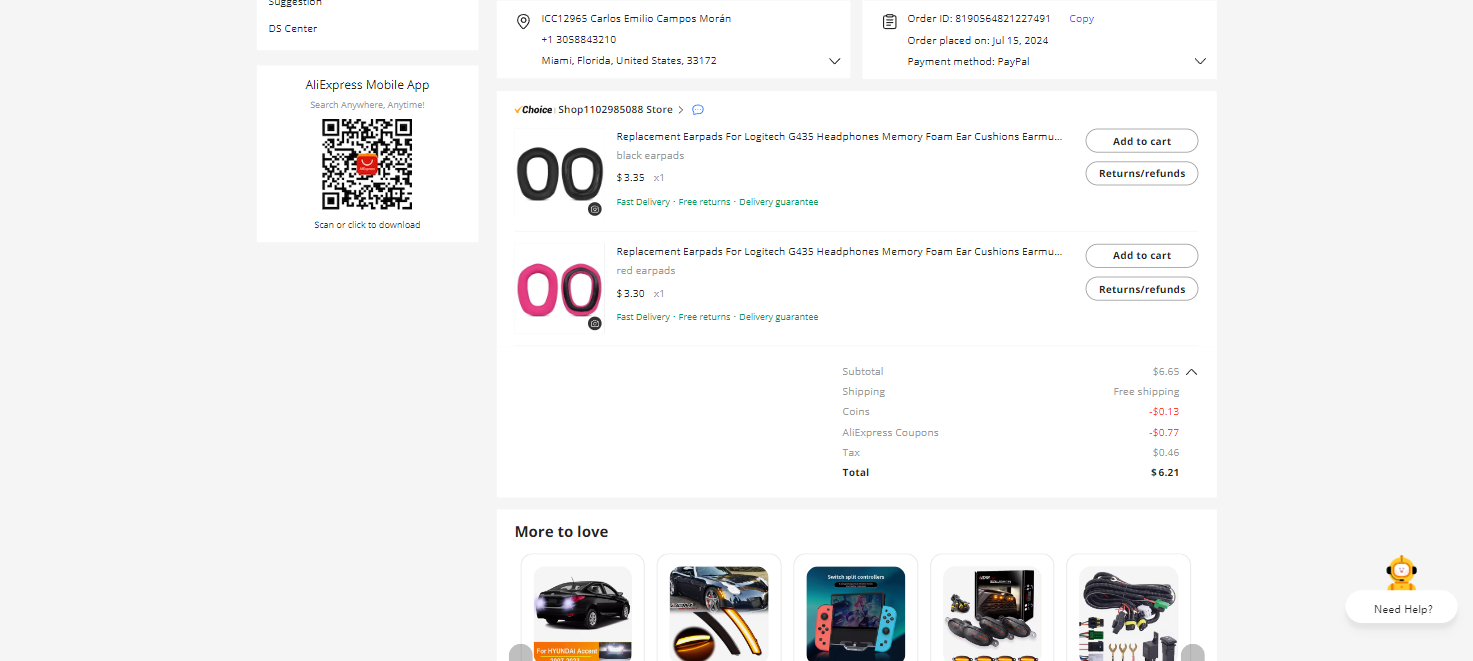 Suggestion
DS Center
AliExpress Mobile App
Search Anywhere, Anytime!
Scan or click to download
ICC12965 Carlos Emilio Campos Morán
+1 3058843210
Miami, Florida, United States, 33172
Order ID: 8190564821227491 Copy
Order placed on: Jul 15, 2024
Payment method: PayPal
Choice Shop1102985088 Store
Replacement Earpads For Logitech G435 Headphones Memory Foam Ear Cushions Earmu...
black earpads
$3.35 x1
Fast Delivery · Free returns · Delivery guarantee
Add to cart
Returns/refunds
Replacement Earpads For Logitech G435 Headphones Memory Foam Ear Cushions Earmu...
red earpads
$3.30 x1
Fast Delivery · Free returns · Delivery guarantee
Add to cart
Returns/refunds
Subtotal $6.65
Shipping Free shipping
Coins -$0.13
AliExpress Coupons -$0.77
Tax $0.46
Total $6.21
More to love
For HYUNDAI Accent
Switch split controllers
Need Help?